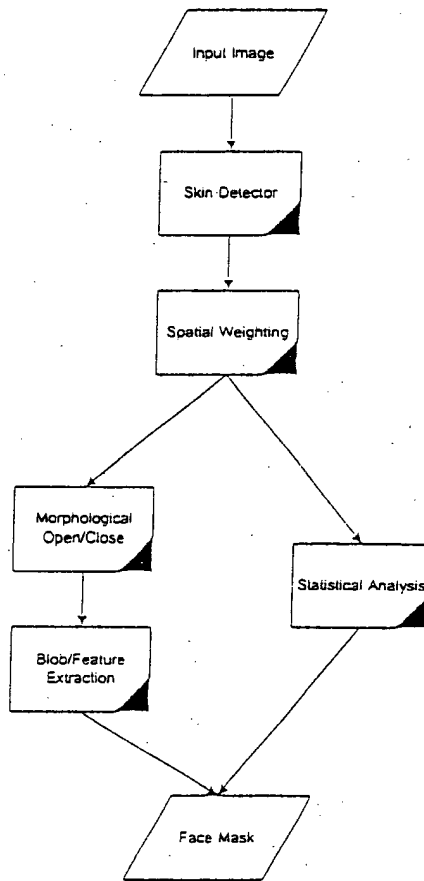 Input Image
Skin Detector
Spatial Weighting
Morphological
Open/Close
Statistical Analysis
Blob/Feature
Extraction
Face Mask